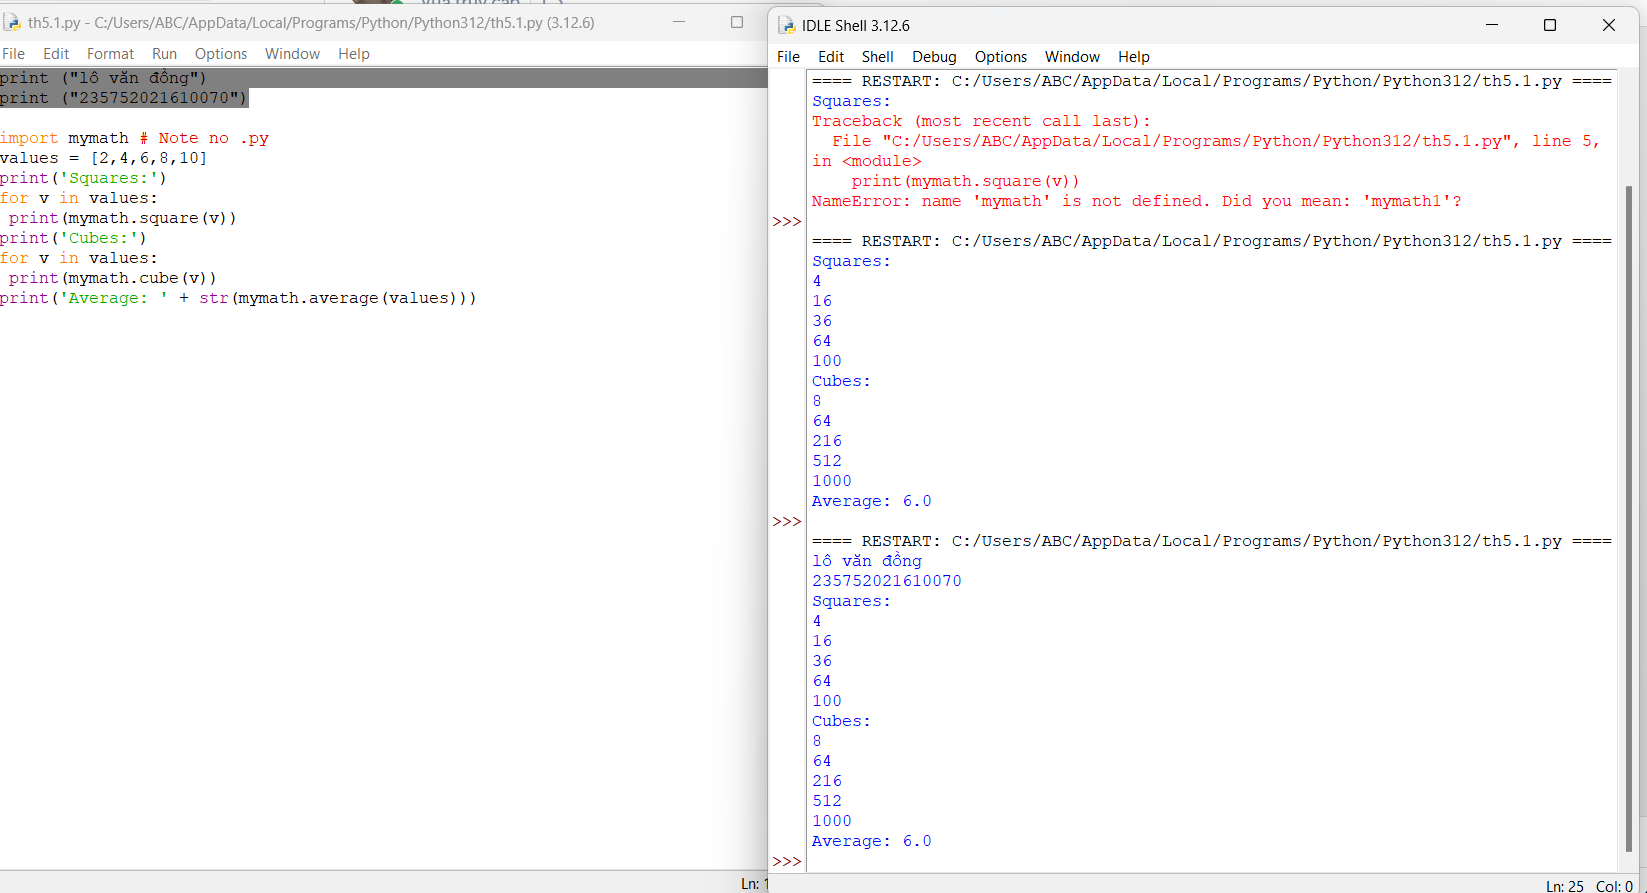 th5.1.py - C:/Users/ABC/AppData/Local/Programs/Python/Python312/th5.1.py (3.12.6)
File Edit Format Run Options Window Help
print ("lô văn đồng")
print ("235752021610070")
import mymath # Note no .py
values = [2,4,6,8,10]
print('Squares:')
for v in values:
 print(mymath.square(v))
print('Cubes:')
for v in values:
 print(mymath.cube(v))
print('Average: ' + str(mymath.average(values)))
IDLE Shell 3.12.6
File Edit Shell Debug Options Window Help
==== RESTART: C:/Users/ABC/AppData/Local/Programs/Python/Python312/th5.1.py ====
Squares:
Traceback (most recent call last):
  File "C:/Users/ABC/AppData/Local/Programs/Python/Python312/th5.1.py", line 5,
in <module>
    print(mymath.square(v))
NameError: name 'mymath' is not defined. Did you mean: 'mymath1'?
>>>
==== RESTART: C:/Users/ABC/AppData/Local/Programs/Python/Python312/th5.1.py ====
Squares:
4
16
36
64
100
Cubes:
8
64
216
512
1000
Average: 6.0
>>>
==== RESTART: C:/Users/ABC/AppData/Local/Programs/Python/Python312/th5.1.py ====
lô văn đồng
235752021610070
Squares:
4
16
36
64
100
Cubes:
8
64
216
512
1000
Average: 6.0
>>>
Ln: 25 Col: 0